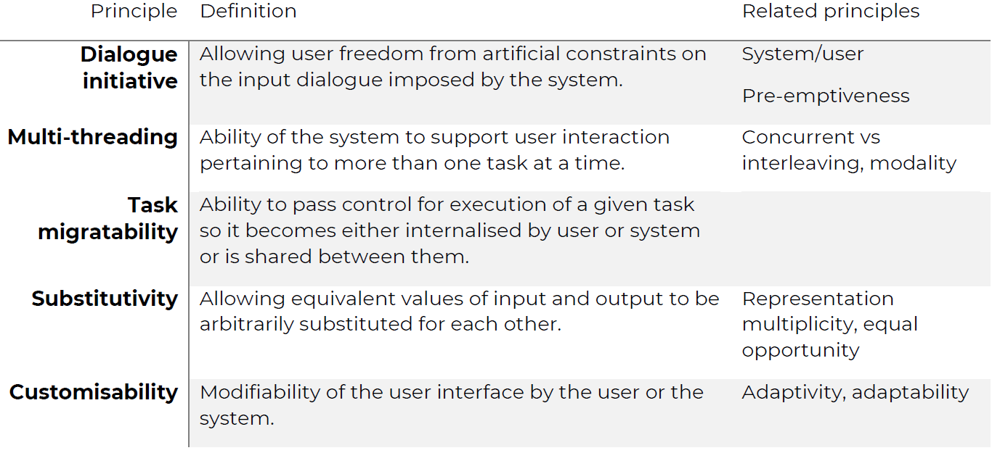 Principle Definition Related principles
Dialogue Allowing user freedom from artificial constraints on System/user
initiative the input dialogue imposed by the system.
Pre-emptiveness
Multi-threading Ability of the system to support user interaction Concurrent vs
pertaining to more than one task at a time. interleaving, modality
Task Ability to pass control for execution of a given task
migratability so it becomes either internalised by user or system
or is shared between them.
Substitutivity Allowing equivalent values of input and output to be Representation
arbitrarily substituted for each other. multiplicity, equal
opportunity
Customisability Modifiability of the user interface by the user or the Adaptivity, adaptability
system.